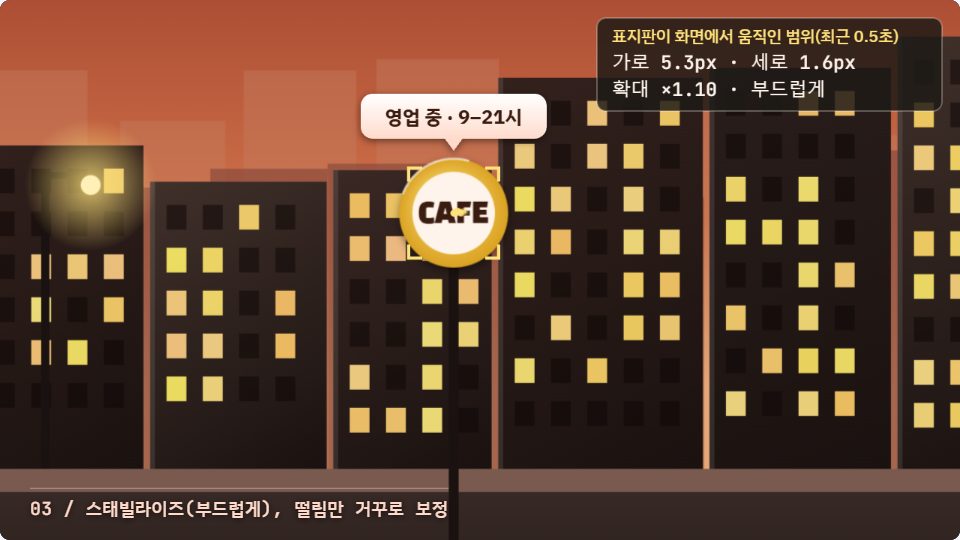 표지판이 화면에서 움직인 범위(최근 0.5초)
가로 5.3px · 세로 1.6px
확대 ×1.10 · 부드럽게
영업 중 · 9–21시
CAFE
03 / 스태빌라이즈(부드럽게), 떨림만 거꾸로 보정